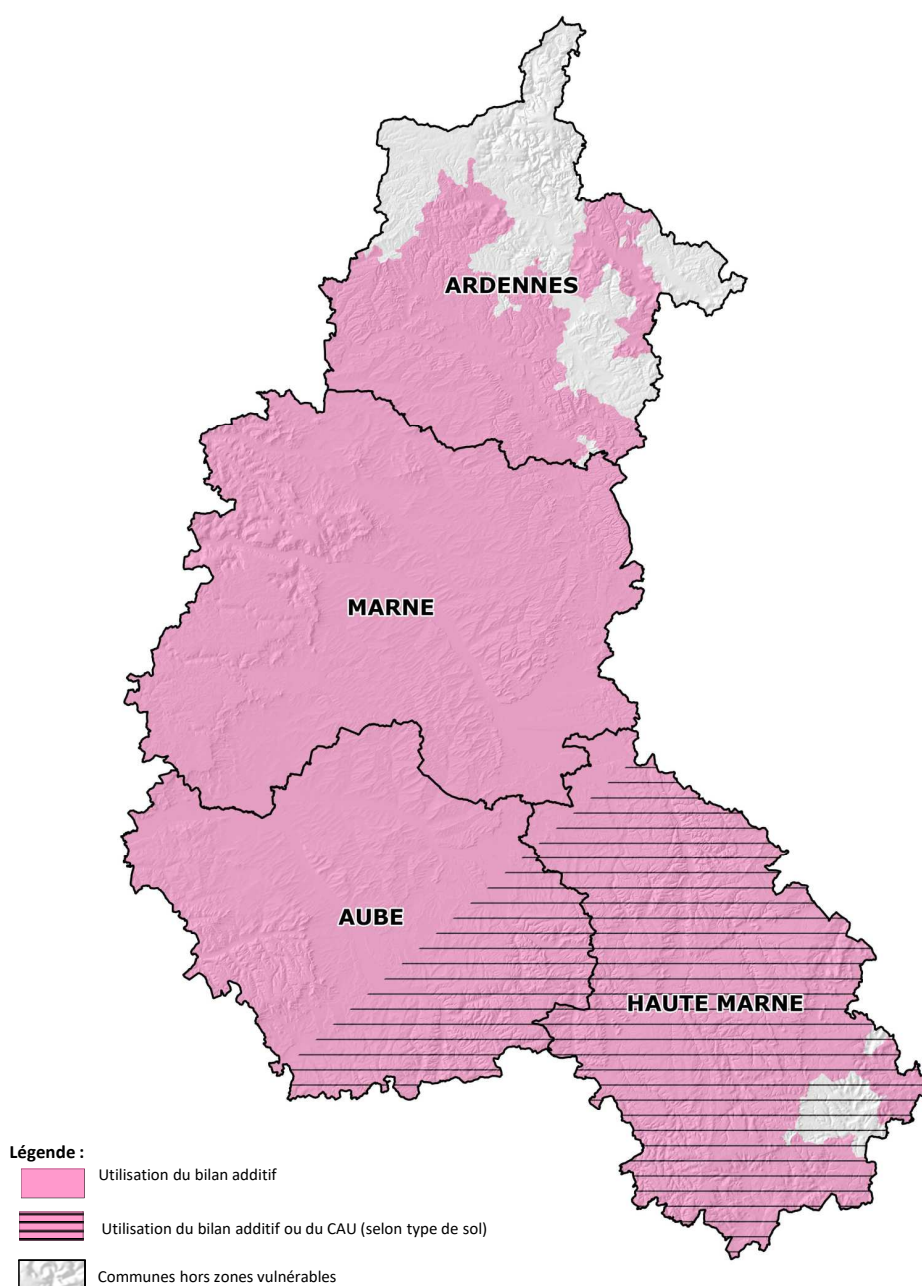 ARDENNES
MARNE
AUBE
HAUTE MARNE
Légende :
Utilisation du bilan additif
Utilisation du bilan additif ou du CAU (selon type de sol)
Communes hors zones vulnérables